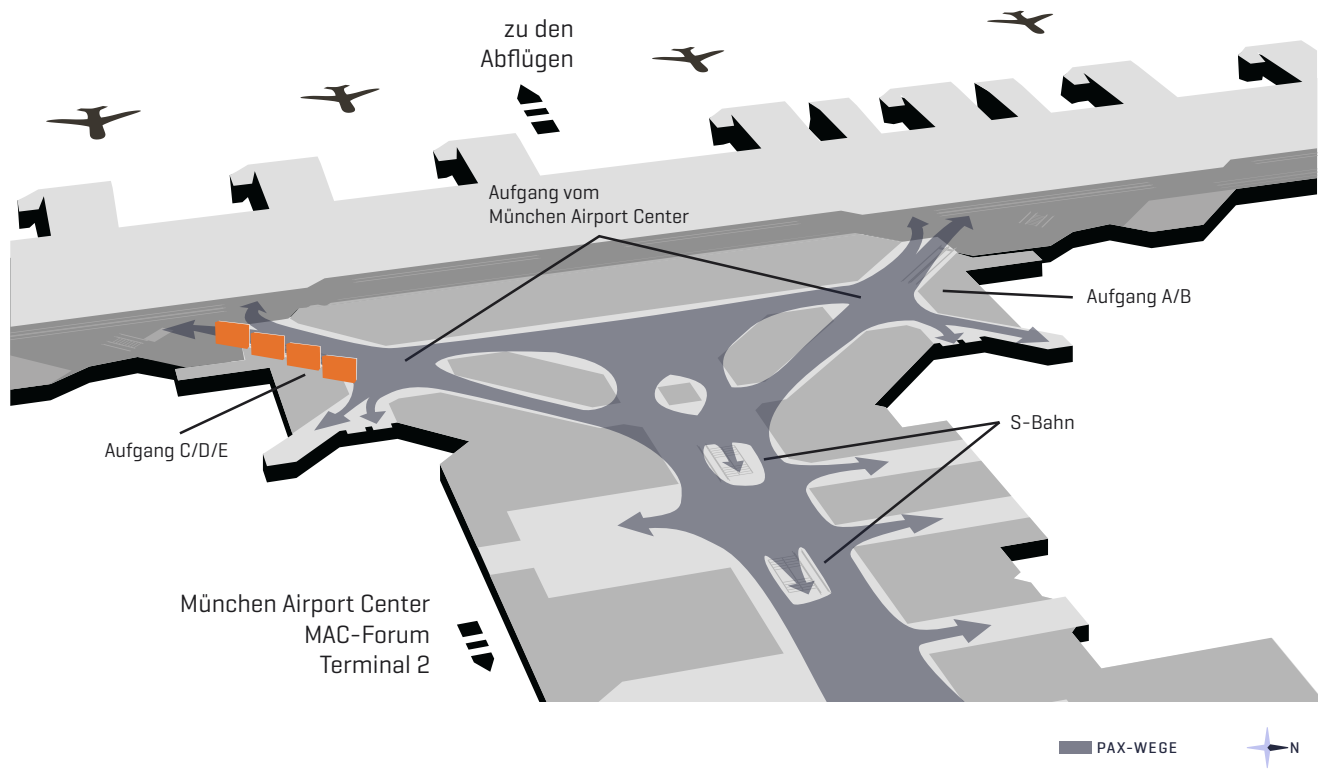 zu den
Abflügen
Aufgang vom
München Airport Center
Aufgang A/B
S-Bahn
Aufgang C/D/E
München Airport Center
MAC-Forum
Terminal 2
PAX-WEGE
N